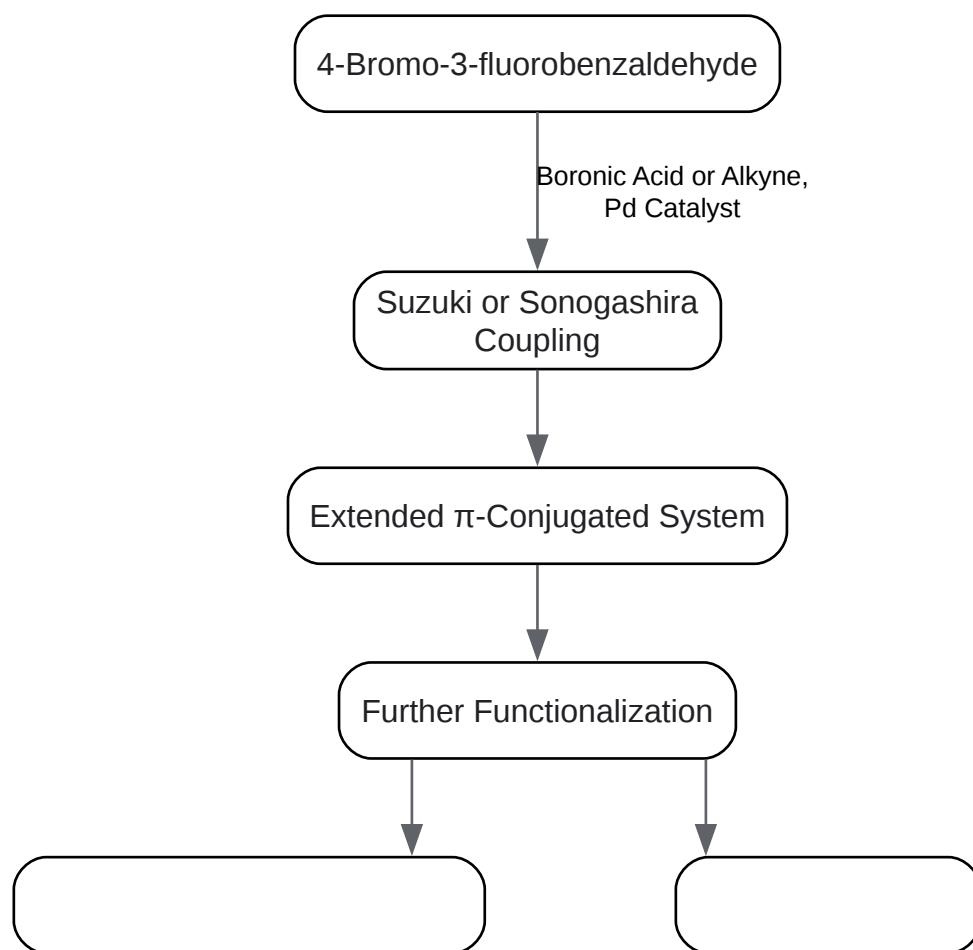 4-Bromo-3-fluorobenzaldehyde
Boronic Acid or Alkyne,
Pd Catalyst
Suzuki or Sonogashira
Coupling
Extended π-Conjugated System
Further Functionalization